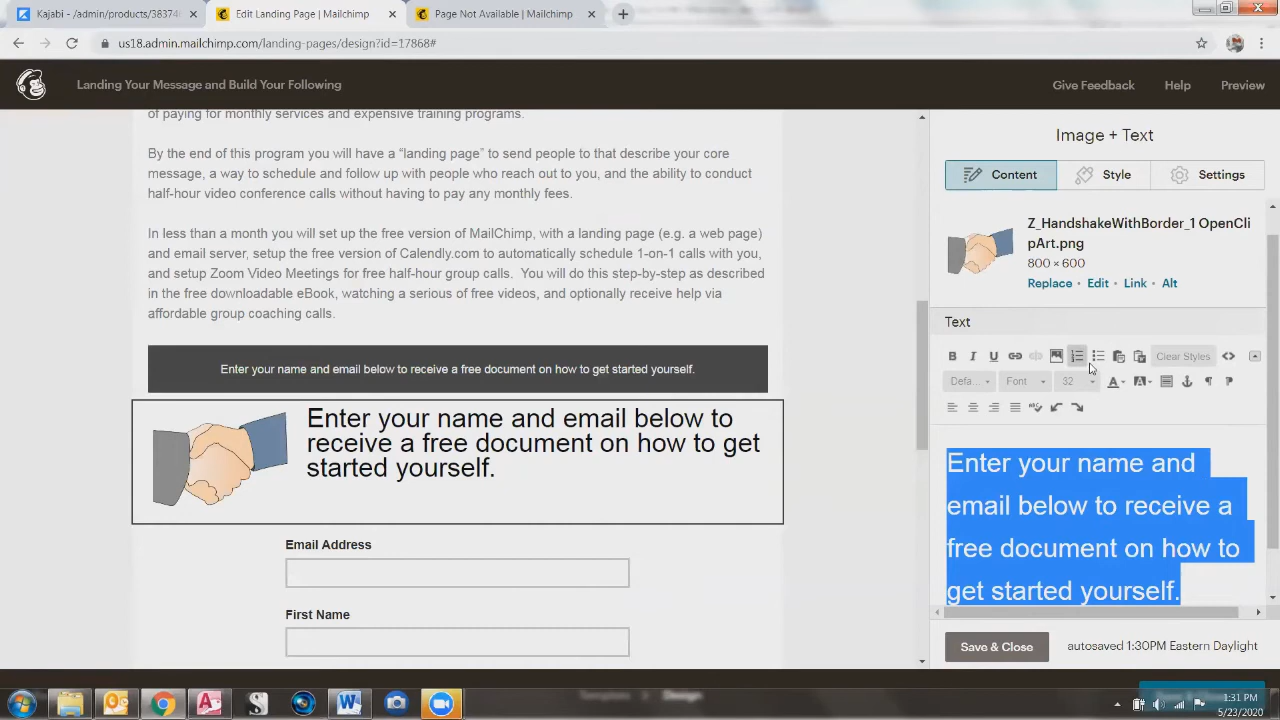 Kajabi - /admin/products/38374
Edit Landing Page | Mailchimp
Page Not Available | Mailchimp
us18.admin.mailchimp.com/landing-pages/design?id=17868#
Landing Your Message and Build Your Following
Give Feedback
Help
Preview
of paying for monthly services and expensive training programs.
By the end of this program you will have a “landing page” to send people to that describe your core
message, a way to schedule and follow up with people who reach out to you, and the ability to conduct
half-hour video conference calls without having to pay any monthly fees.
In less than a month you will set up the free version of MailChimp, with a landing page (e.g. a web page)
and email server, setup the free version of Calendly.com to automatically schedule 1-on-1 calls with you,
and setup Zoom Video Meetings for free half-hour group calls. You will do this step-by-step as described
in the free downloadable eBook, watching a serious of free videos, and optionally receive help via
affordable group coaching calls.
Enter your name and email below to receive a free document on how to get started yourself.
Enter your name and email below to
receive a free document on how to get
started yourself.
Email Address
First Name
Image + Text
Content
Style
Settings
Z_HandshakeWithBorder_1 OpenCli
pArt.png
800 × 600
Replace · Edit · Link · Alt
Text
B I U Clear Styles <>
Defa... Font 32 A A
Enter your name and
email below to receive a
free document on how to
get started yourself.
Save & Close
autosaved 1:30PM Eastern Daylight
Template > Design
1:31 PM
5/23/2020